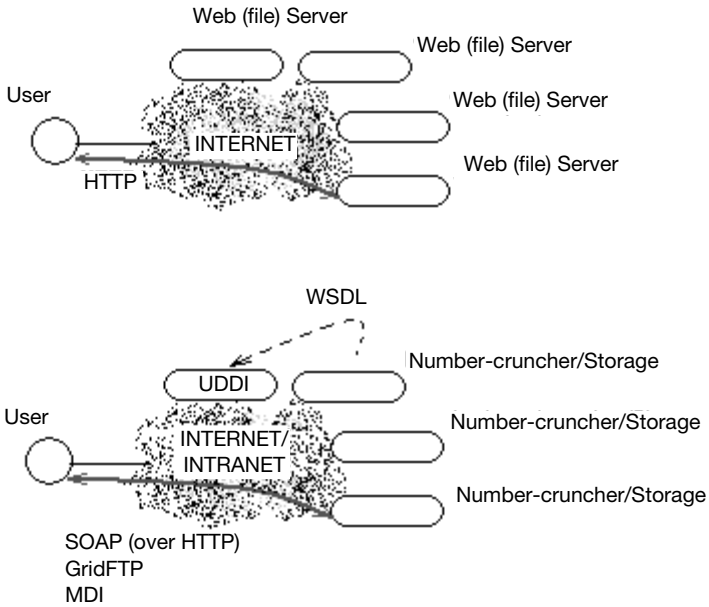 Web (file) Server
Web (file) Server
User
Web (file) Server
INTERNET
Web (file) Server
HTTP
WSDL
Number-cruncher/Storage
UDDI
User
Number-cruncher/Storage
INTERNET/
INTRANET
Number-cruncher/Storage
SOAP (over HTTP)
GridFTP
MDI